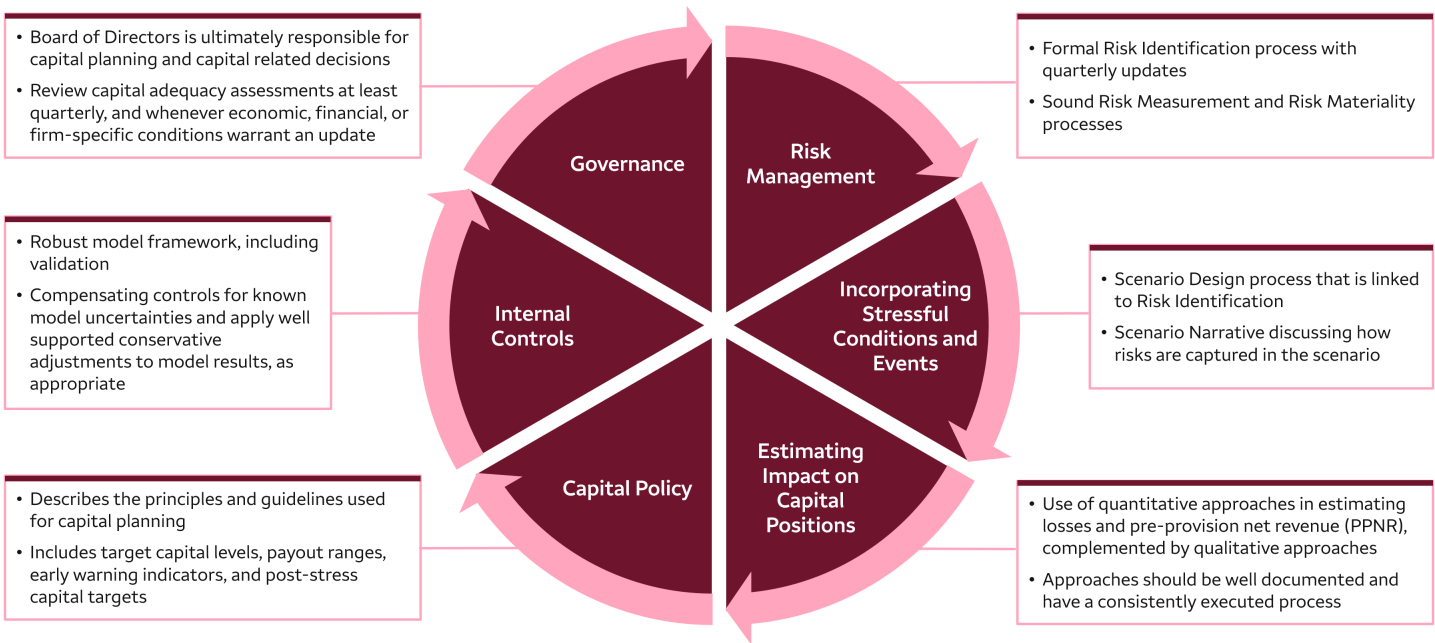 • Board of Directors is ultimately responsible for
capital planning and capital related decisions
• Review capital adequacy assessments at least
quarterly, and whenever economic, financial, or
firm-specific conditions warrant an update
Governance
Risk
Management
• Formal Risk Identification process with
quarterly updates
• Sound Risk Measurement and Risk Materiality
processes
• Robust model framework, including
validation
• Compensating controls for known
model uncertainties and apply well
supported conservative
adjustments to model results, as
appropriate
Internal
Controls
Incorporating
Stressful
Conditions and
Events
• Scenario Design process that is linked
to Risk Identification
• Scenario Narrative discussing how
risks are captured in the scenario
• Describes the principles and guidelines used
for capital planning
• Includes target capital levels, payout ranges,
early warning indicators, and post-stress
capital targets
Capital Policy
Estimating
Impact on
Capital
Positions
• Use of quantitative approaches in estimating
losses and pre-provision net revenue (PPNR),
complemented by qualitative approaches
• Approaches should be well documented and
have a consistently executed process